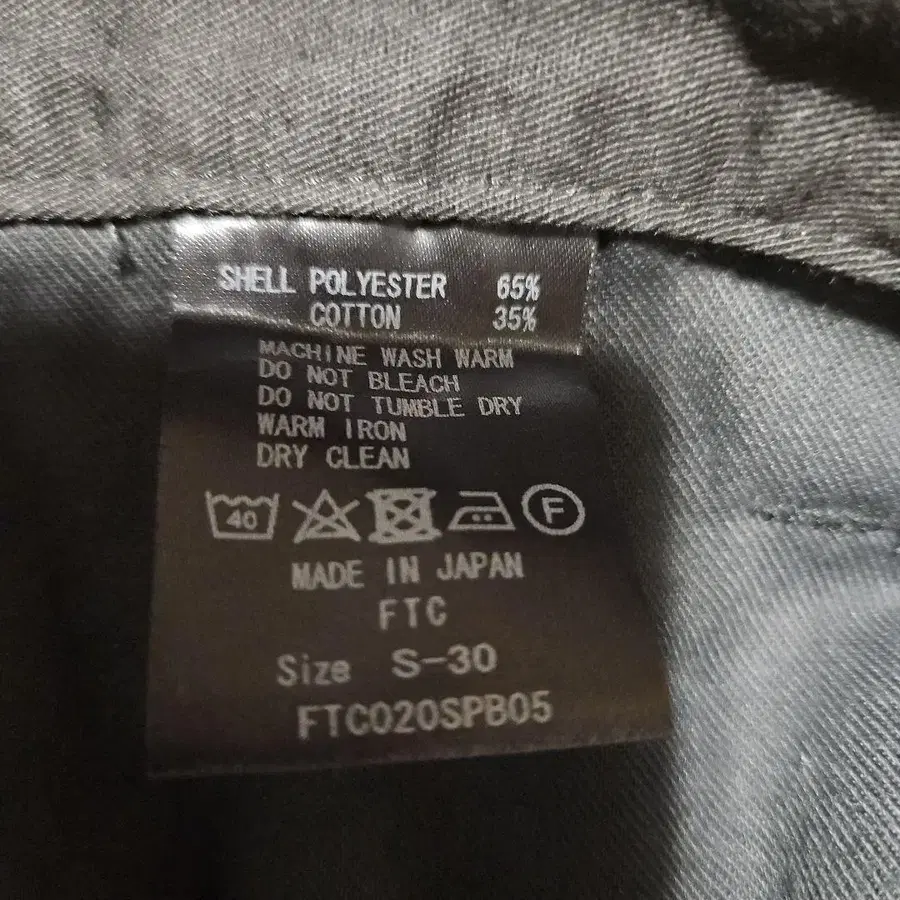 SHELL POLYESTER 65%
COTTON 35%
MACHINE WASH WARM
DO NOT BLEACH
DO NOT TUMBLE DRY
WARM IRON
DRY CLEAN
40 F
MADE IN JAPAN
FTC
Size S-30
FTC020SPB05